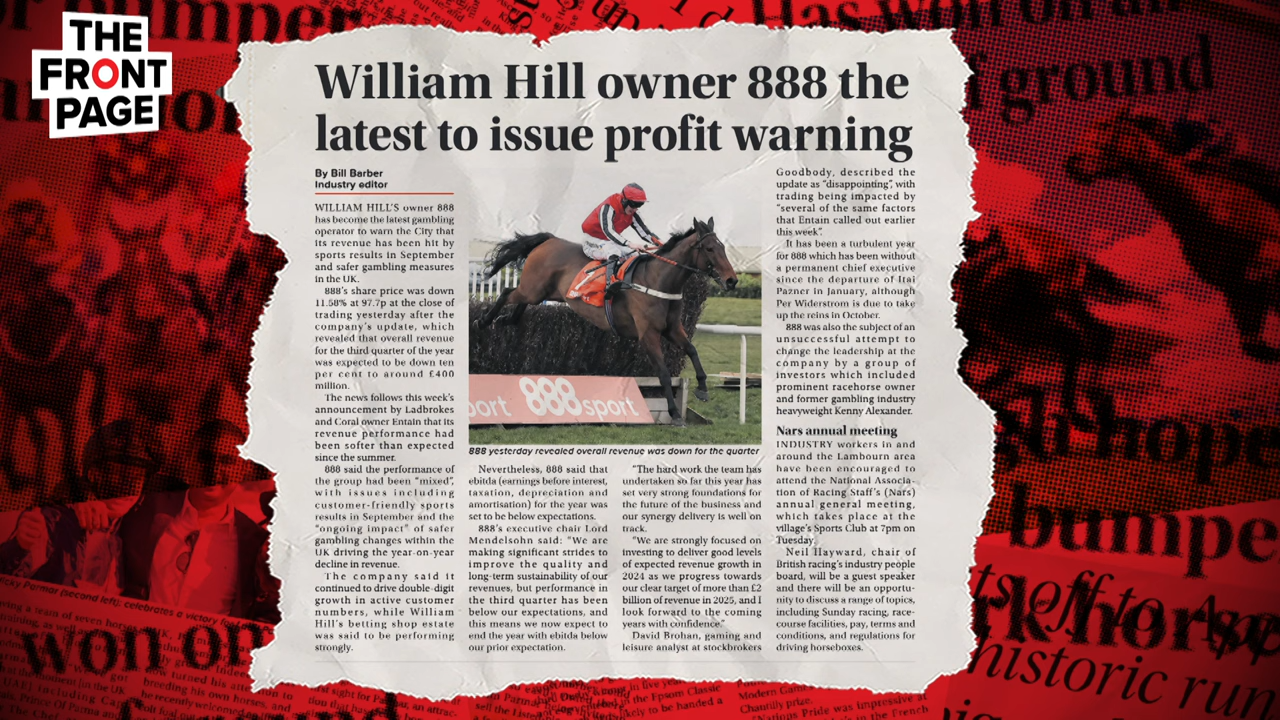 THE
FRONT
PAGE
William Hill owner 888 the
latest to issue profit warning
By Bill Barber
Industry editor
WILLIAM HILL'S owner 888
has become the latest gambling
operator to warn the City that
its revenue has been hit by
sports results in September
and safer gambling measures
in the UK.
888's share price was down
11.58% at 97.7p at the close of
trading yesterday after the
company's update, which
revealed that overall revenue
for the third quarter of the year
was expected to be down ten
per cent to around £400
million.
The news follows this week's
announcement by Ladbrokes
and Coral owner Entain that its
revenue performance had
been softer than expected
since the summer.
888 said the performance of
the group had been "mixed",
with issues including
customer-friendly sports
results in September and the
"ongoing impact" of safer
gambling changes within the
UK driving the year-on-year
decline in revenue.
The company said it
continued to drive double-digit
growth in active customer
numbers, while William
Hill's betting shop estate
was said to be performing
strongly.
port 888sport
888 yesterday revealed overall revenue was down for the quarter
Nevertheless, 888 said that
ebitda (earnings before interest,
taxation, depreciation and
amortisation) for the year was
set to be below expectations.
888's executive chair Lord
Mendelsohn said: "We are
making significant strides to
improve the quality and
long-term sustainability of our
revenues, but performance in
the third quarter has been
below our expectations, and
this means we now expect to
end the year with ebitda below
our prior expectation.
"The hard work the team has
undertaken so far this year has
set very strong foundations for
the future of the business and
our synergy delivery is well on
track.
"We are strongly focused on
investing to deliver good levels
of expected revenue growth in
2024 as we progress towards
our clear target of more than £2
billion of revenue in 2025, and I
look forward to the coming
years with confidence."
David Brohan, gaming and
leisure analyst at stockbrokers
Goodbody, described the
update as "disappointing", with
trading being impacted by
"several of the same factors
that Entain called out earlier
this week".
It has been a turbulent year
for 888 which has been without
a permanent chief executive
since the departure of Itai
Pazner in January, although
Per Widerstrom is due to take
up the reins in October.
888 was also the subject of an
unsuccessful attempt to
change the leadership at the
company by a group of
investors which included
prominent racehorse owner
and former gambling industry
heavyweight Kenny Alexander.
Nars annual meeting
INDUSTRY workers in and
around the Lambourn area
have been encouraged to
attend the National Associa-
tion of Racing Staff's (Nars)
annual general meeting,
which takes place at the
village's Sports Club at 7pm on
Tuesday.
Neil Hayward, chair of
British racing's industry people
board, will be a guest speaker
and there will be an opportu-
nity to discuss a range of topics,
including Sunday racing, race-
course facilities, pay, terms and
conditions, and regulations for
driving horseboxes.
bumper
Has won on
ground
bumpe
historic run
won on